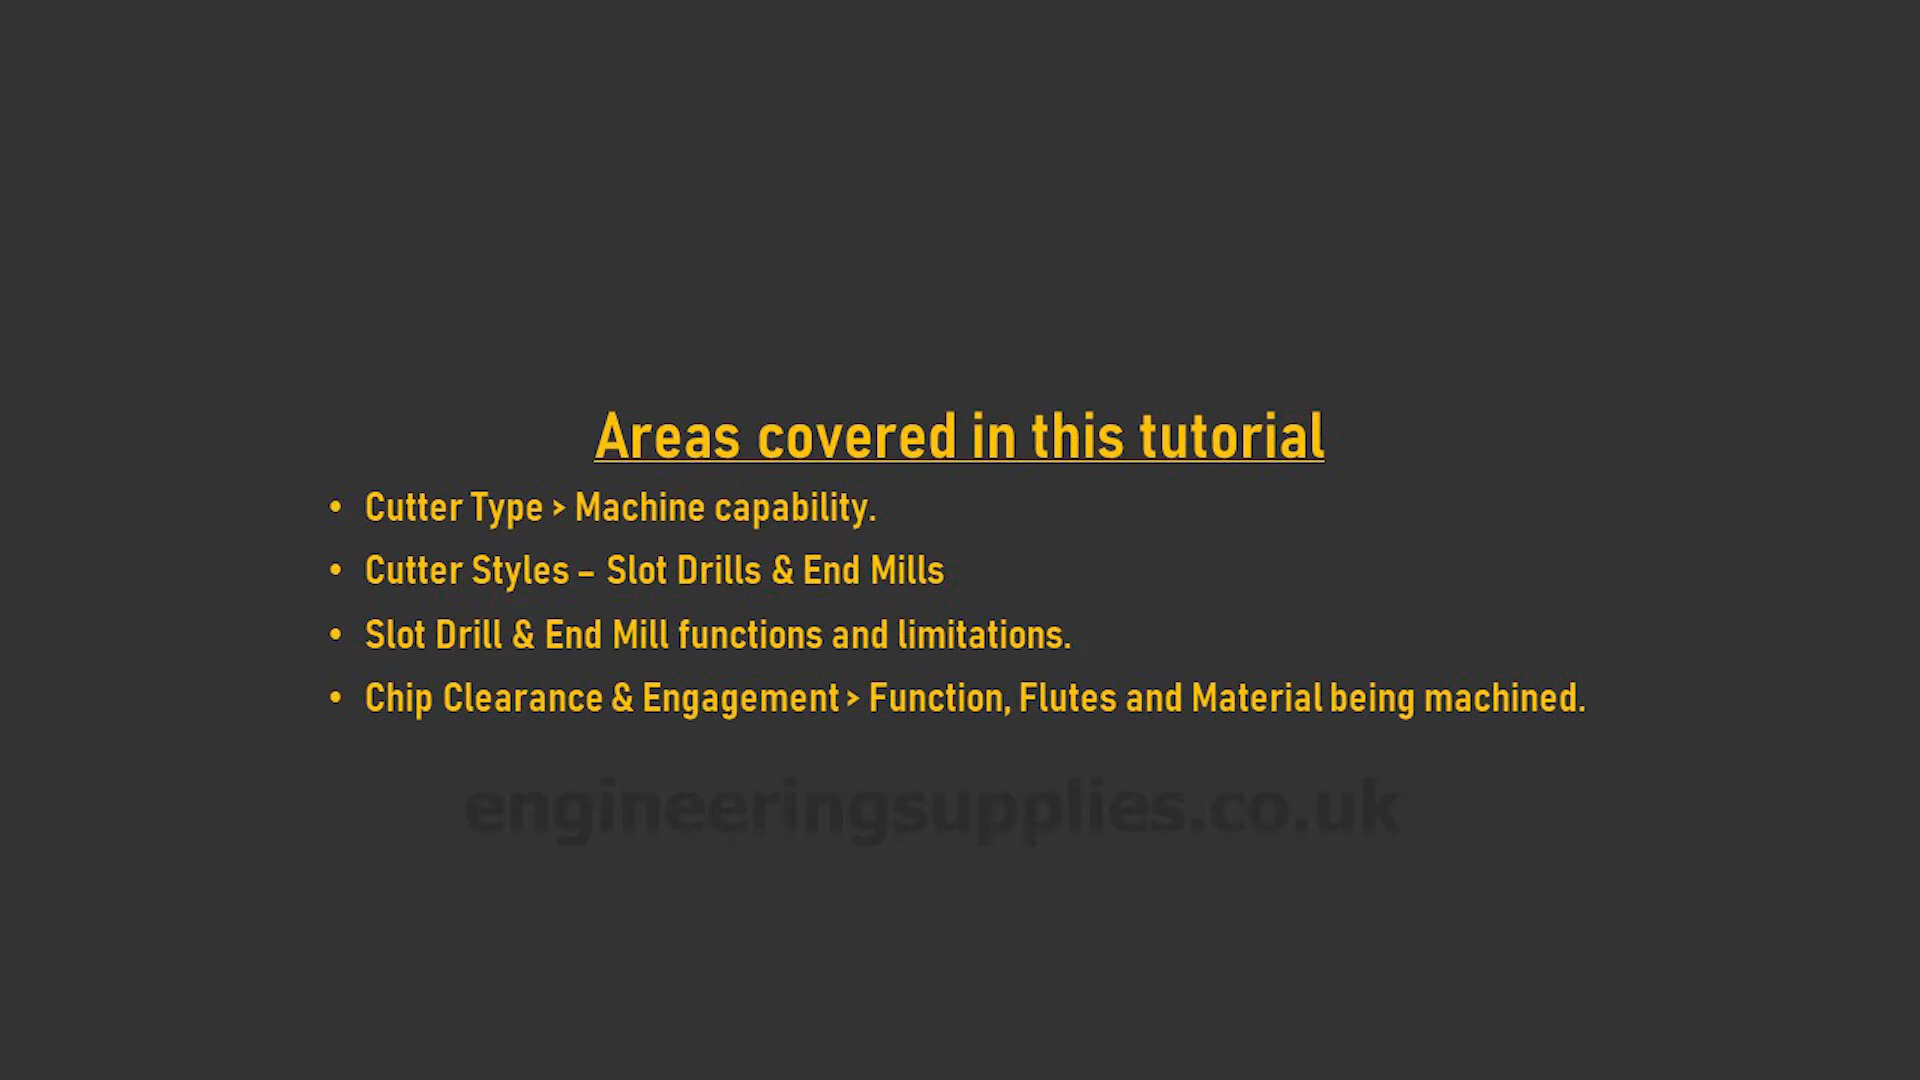 Areas covered in this tutorial
• Cutter Type > Machine capability.
• Cutter Styles – Slot Drills & End Mills
• Slot Drill & End Mill functions and limitations.
• Chip Clearance & Engagement > Function, Flutes and Material being machined.
engineeringsupplies.co.uk